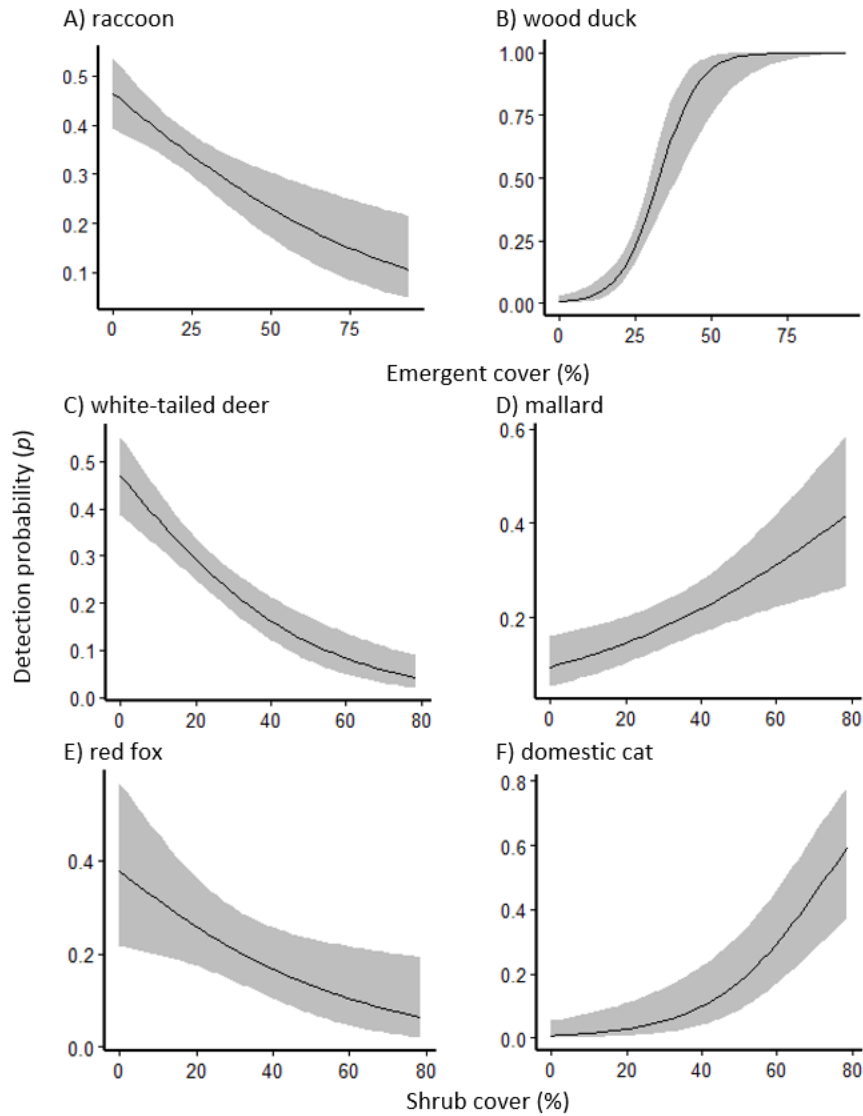 A) raccoon
B) wood duck
0.5
0.4
0.3
0.2
0.1
0 25 50 75
1.00
0.75
0.50
0.25
0.00
0 25 50 75
Emergent cover (%)
Detection probability (p)
C) white-tailed deer
D) mallard
0.5
0.4
0.3
0.2
0.1
0.0
0 20 40 60 80
0.6
0.4
0.2
0 20 40 60 80
E) red fox
F) domestic cat
0.4
0.2
0.0
0 20 40 60 80
0.8
0.6
0.4
0.2
0.0
0 20 40 60 80
Shrub cover (%)